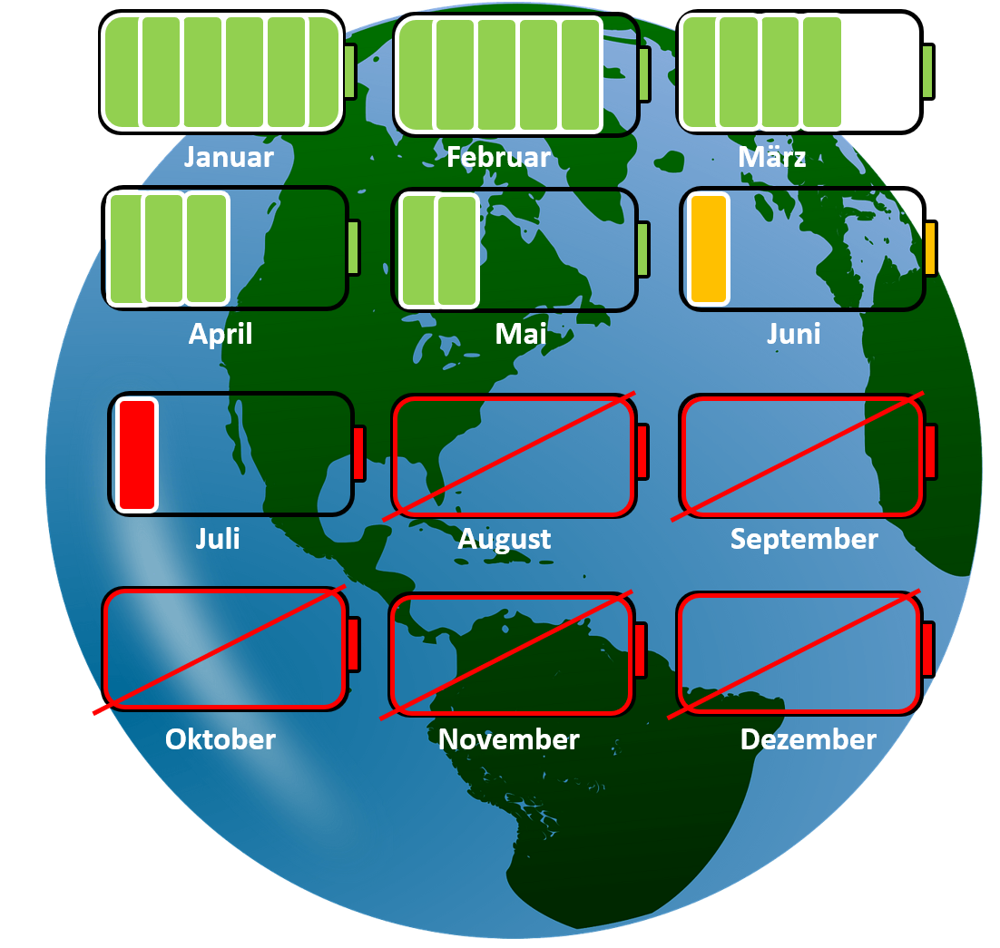 Januar
Februar
März
April
Mai
Juni
Juli
August
September
Oktober
November
Dezember